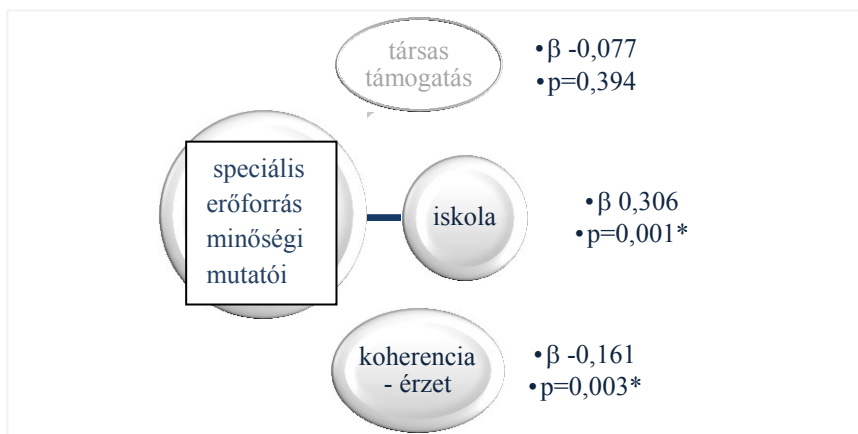 társas
támogatás
•β -0,077
•p=0,394
speciális
erőforrás
minőségi
mutatói
iskola
•β 0,306
•p=0,001*
koherencia
- érzet
•β -0,161
•p=0,003*